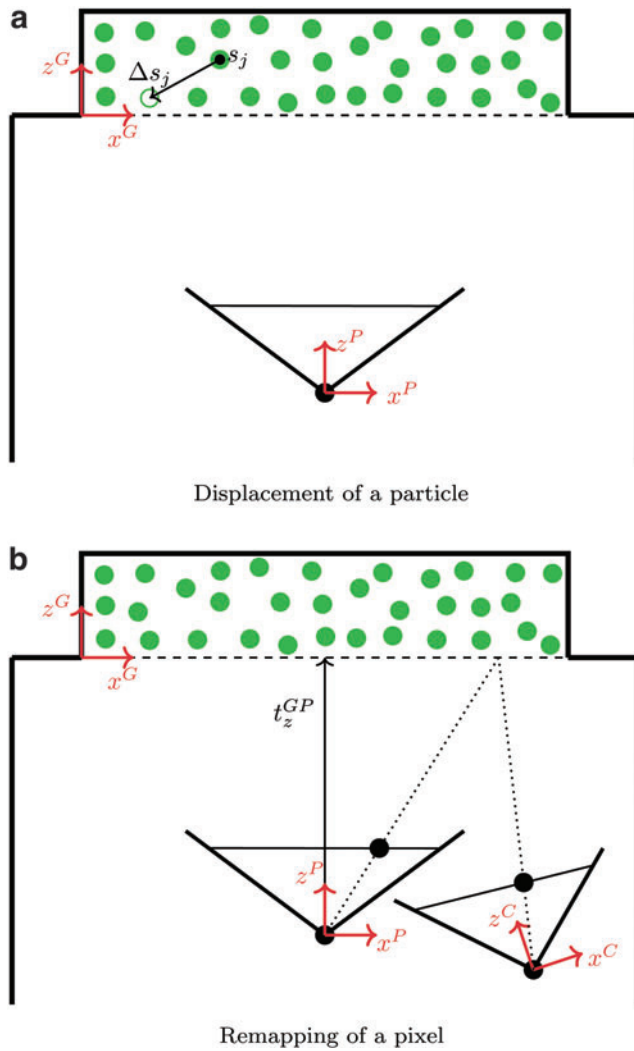 a
z^G
Δs_j
s_j
x^G
z^P
x^P
Displacement of a particle
b
z^G
x^G
t_z^{GP}
z^P
x^P
z^C
x^C
Remapping of a pixel